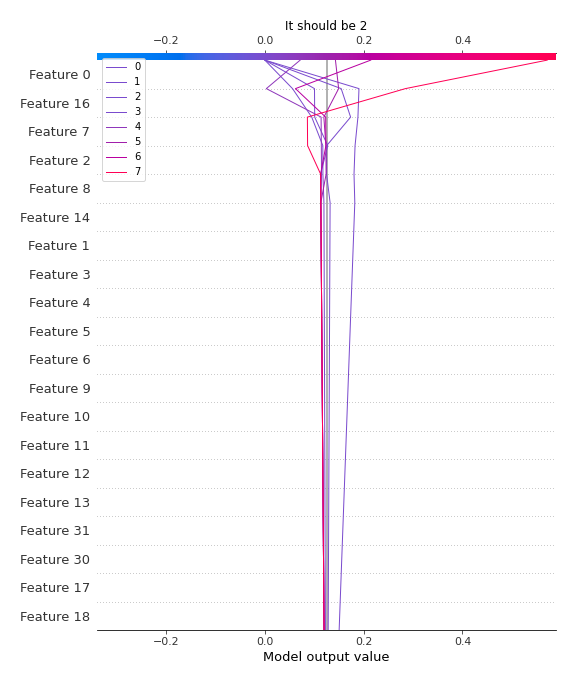 It should be 2
−0.2 0.0 0.2 0.4
0
1
2
3
4
5
6
7
Feature 0
Feature 16
Feature 7
Feature 2
Feature 8
Feature 14
Feature 1
Feature 3
Feature 4
Feature 5
Feature 6
Feature 9
Feature 10
Feature 11
Feature 12
Feature 13
Feature 31
Feature 30
Feature 17
Feature 18
−0.2 0.0 0.2 0.4
Model output value